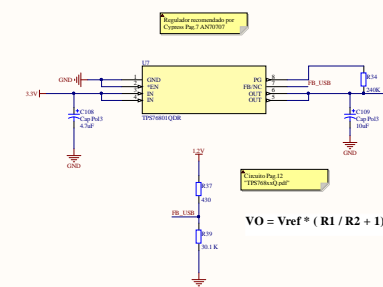 Regulador recomendado por
Cypress Pag.7 AN70707
U?
GND
1
GND
PG
8
2
*EN
FB/NC
7
FB_USB
R34
240K
3.3V
3
IN
OUT
6
4
IN
OUT
5
C108
Cap Pol3
4.7uF
GND
TPS76801QDR
C109
Cap Pol3
10uF
GND
1.2V
R37
430
FB_USB
R39
30.1 K
Circuito Pag.12
"TPS768xxQ.pdf"
VO = Vref * ( R1 / R2 + 1)